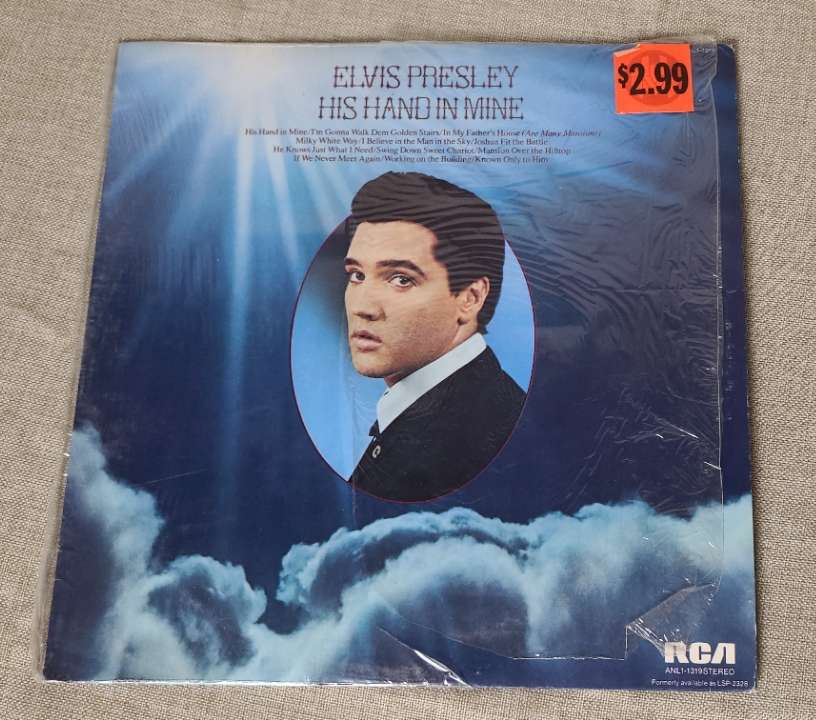 $2.99
ELVIS PRESLEY
HIS HAND IN MINE
His Hand in Mine/I'm Gonna Walk Dem Golden Stairs/In My Father's House (Are Many Mansions)
Milky White Way/I Believe in the Man in the Sky/Joshua Fit the Battle
He Knows Just What I Need/Swing Down Sweet Chariot/Mansion Over the Hilltop
If We Never Meet Again/Working on the Building/Known Only to Him
RCA
ANL1-1319 STEREO
Formerly available as LSP-2328